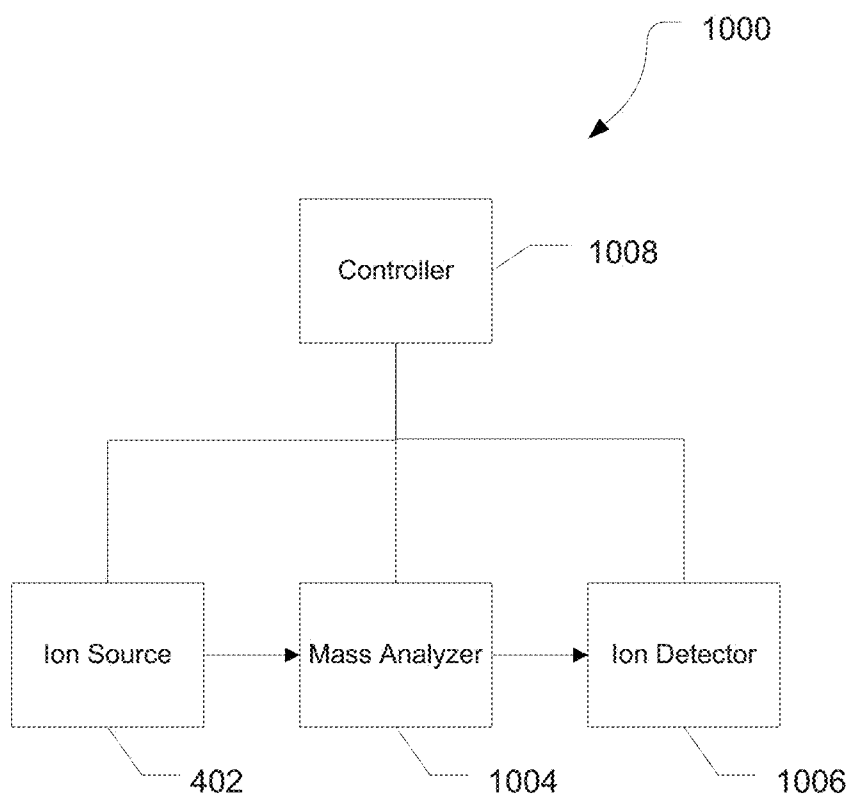 1000
Controller
1008
Ion Source
Mass Analyzer
Ion Detector
402
1004
1006